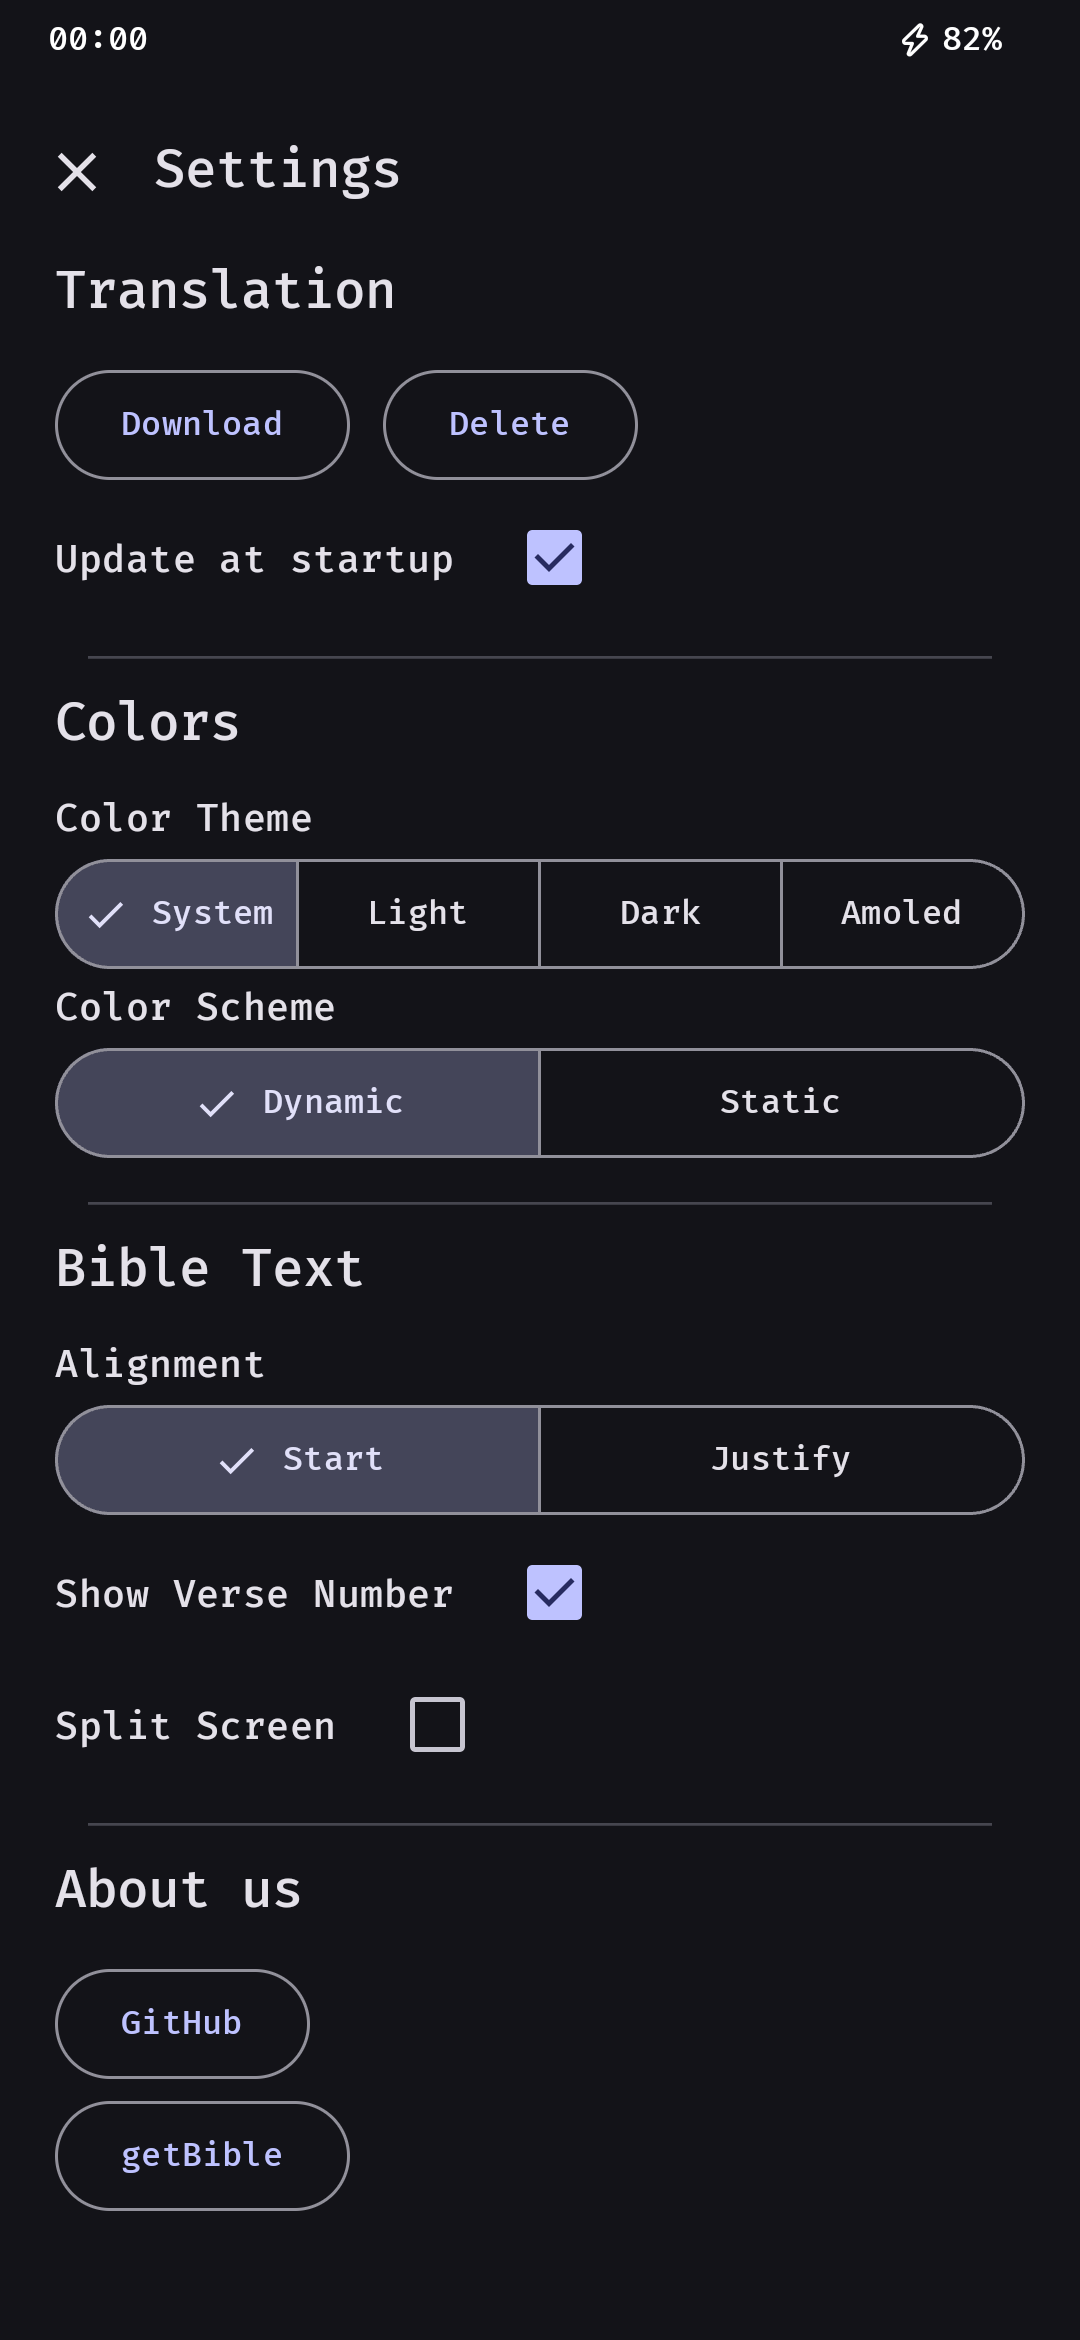 00:00 82%
Settings
Translation
Download Delete
Update at startup
Colors
Color Theme
System Light Dark Amoled
Color Scheme
Dynamic Static
Bible Text
Alignment
Start Justify
Show Verse Number
Split Screen
About us
GitHub
getBible